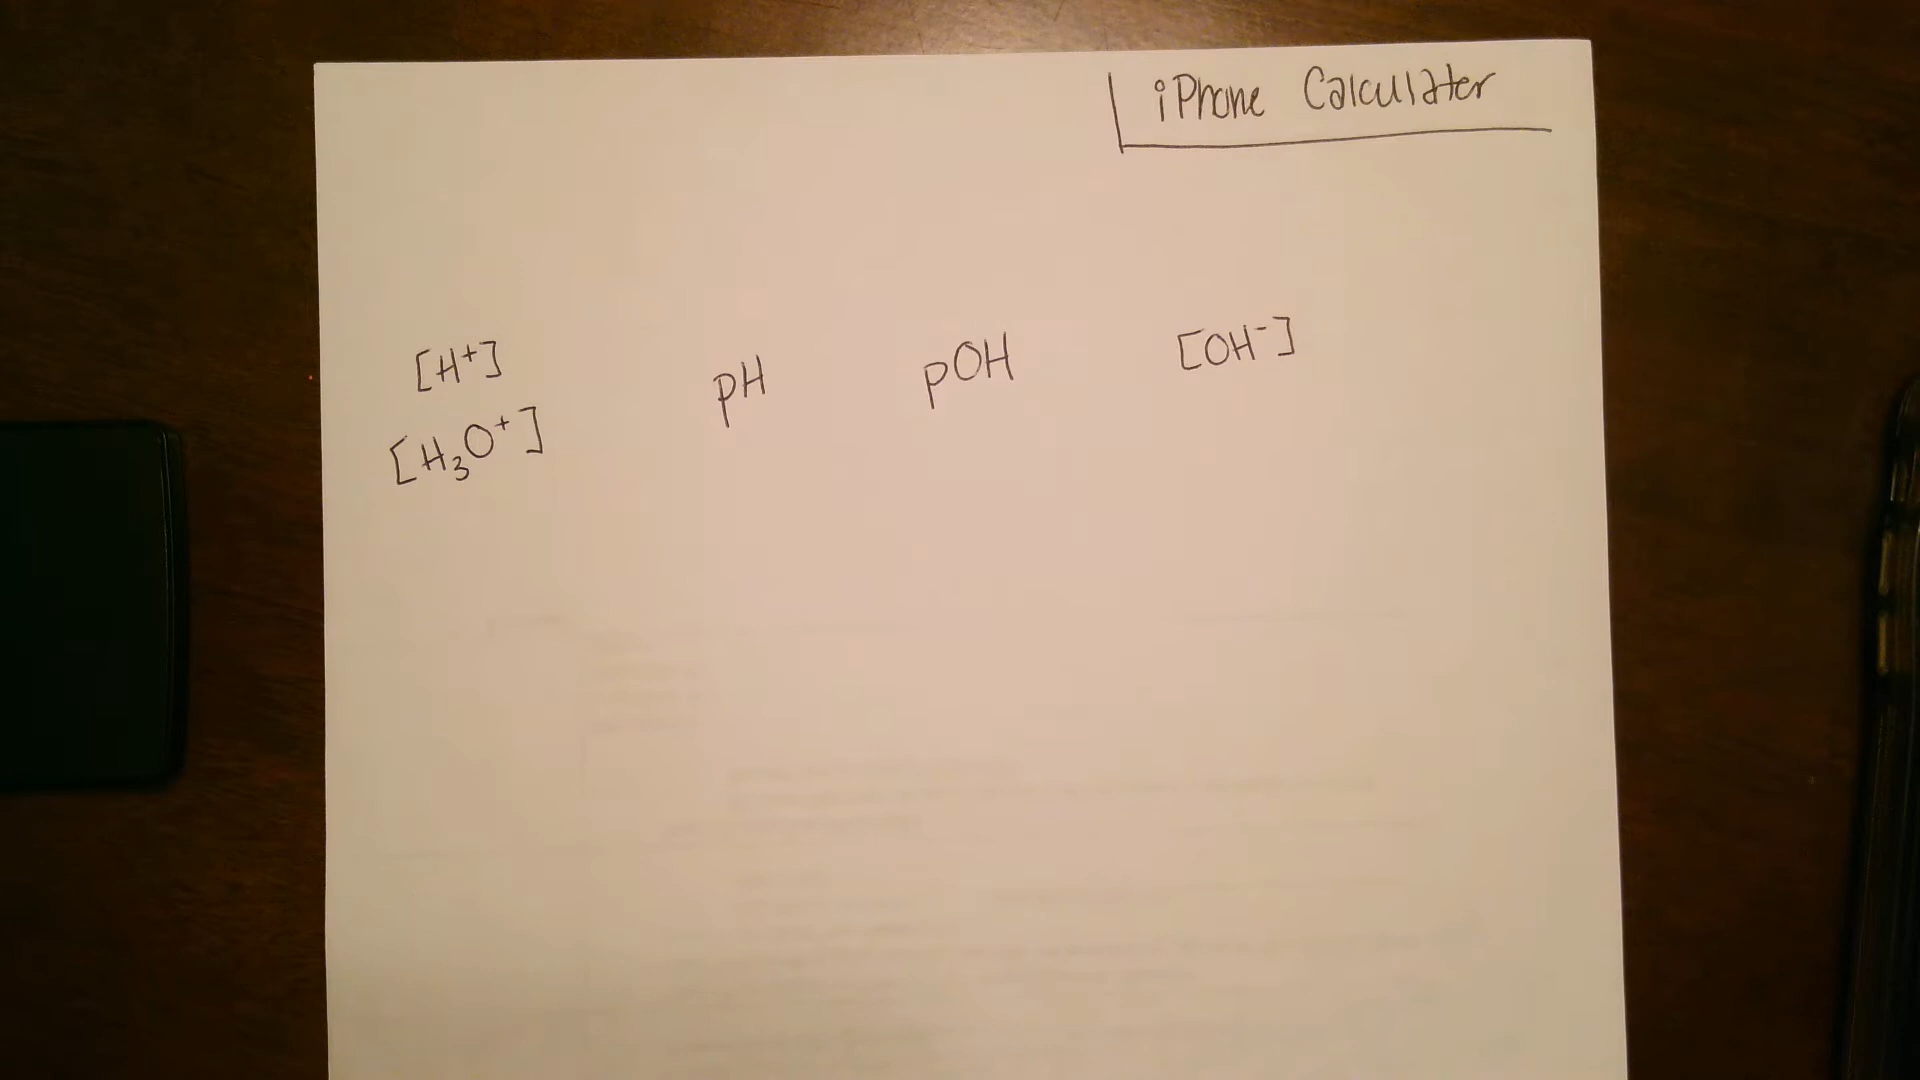 iPhone Calculater
[H⁺] pH pOH [OH⁻]
[H₃O⁺]